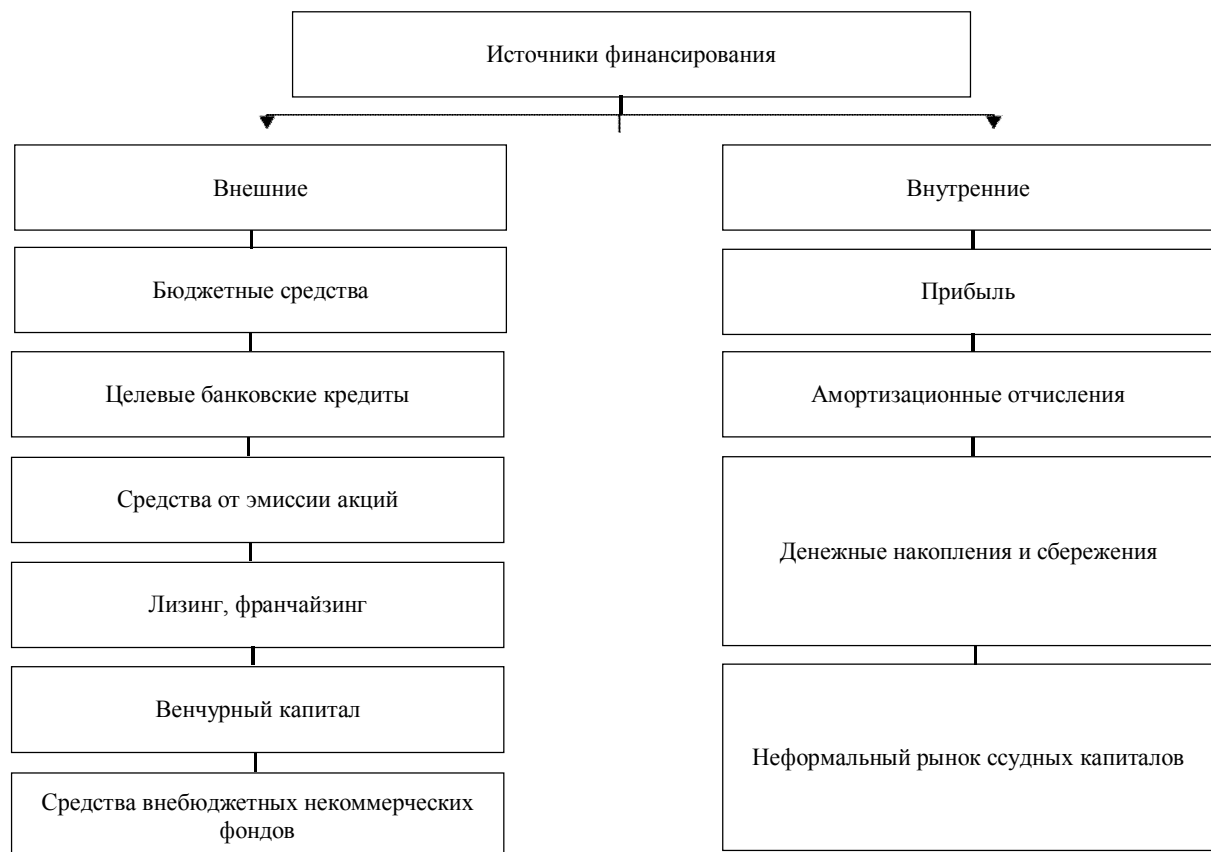 Источники финансирования
Внешние
Бюджетные средства
Целевые банковские кредиты
Средства от эмиссии акций
Лизинг, франчайзинг
Венчурный капитал
Средства внебюджетных некоммерческих
фондов
Внутренние
Прибыль
Амортизационные отчисления
Денежные накопления и сбережения
Неформальный рынок ссудных капиталов